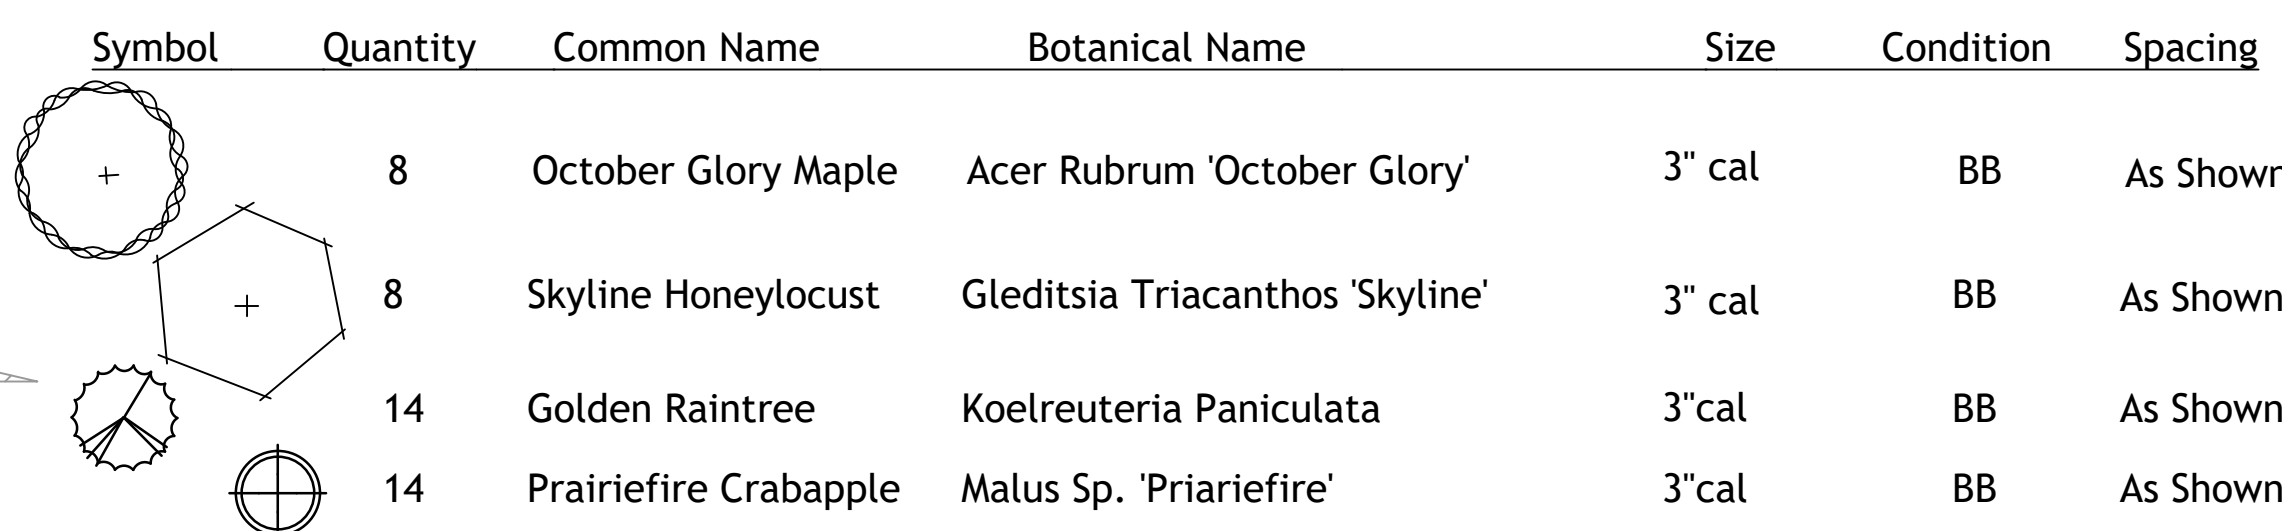 Symbol Quantity Common Name Botanical Name Size Condition Spacing
8 October Glory Maple Acer Rubrum 'October Glory' 3" cal BB As Shown
8 Skyline Honeylocust Gleditsia Triacanthos 'Skyline' 3" cal BB As Shown
14 Golden Raintree Koelreuteria Paniculata 3"cal BB As Shown
14 Prairiefire Crabapple Malus Sp. 'Priariefire' 3"cal BB As Shown